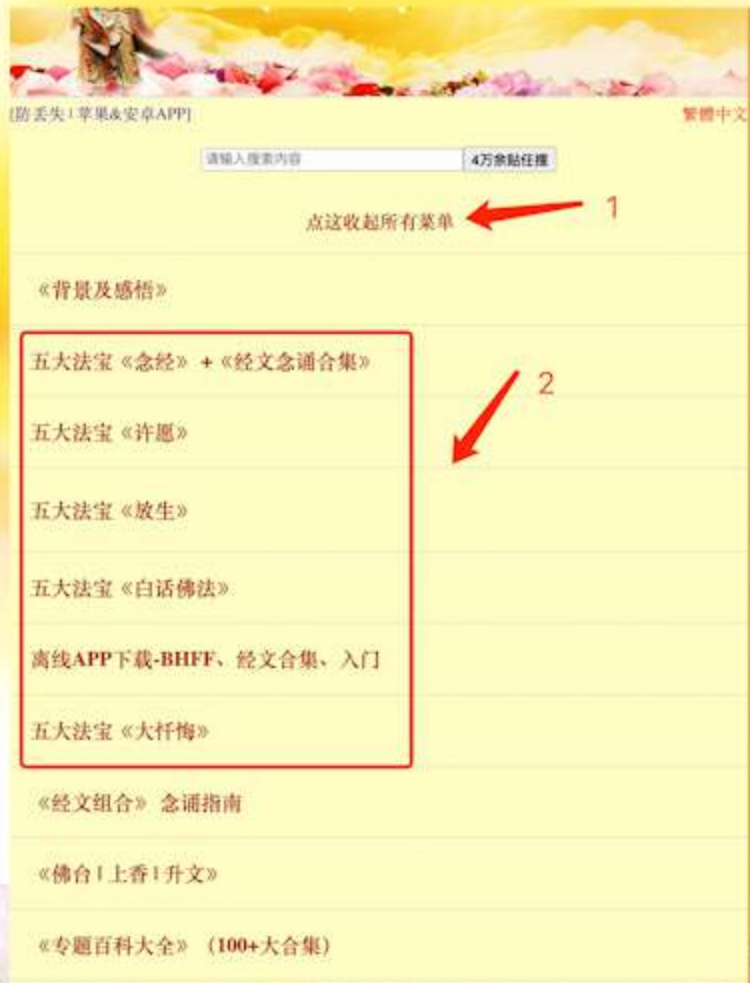 [防丢失 | 苹果&安卓APP]
繁體中文
请输入搜索内容
4万余贴任搜
点这收起所有菜单
1
《背景及感悟》
五大法宝《念经》+《经文念诵合集》
2
五大法宝《许愿》
五大法宝《放生》
五大法宝《白话佛法》
离线APP下载-BHFF、经文合集、入门
五大法宝《大忏悔》
《经文组合》 念诵指南
《佛台 | 上香 | 升文》
《专题百科大全》（100+大合集）